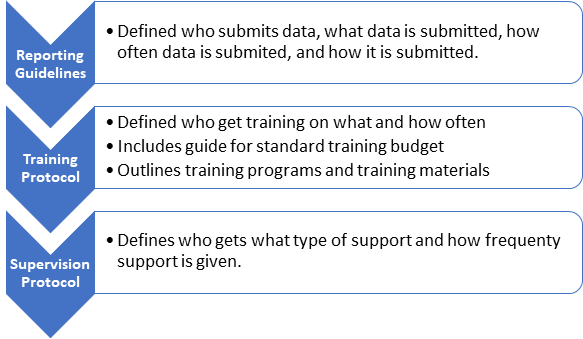 Reporting
Guidelines
• Defined who submits data, what data is submitted, how
often data is submited, and how it is submitted.
Training
Protocol
• Defined who get training on what and how often
• Includes guide for standard training budget
• Outlines training programs and training materials
Supervision
Protocol
• Defines who gets what type of support and how frequenty
support is given.